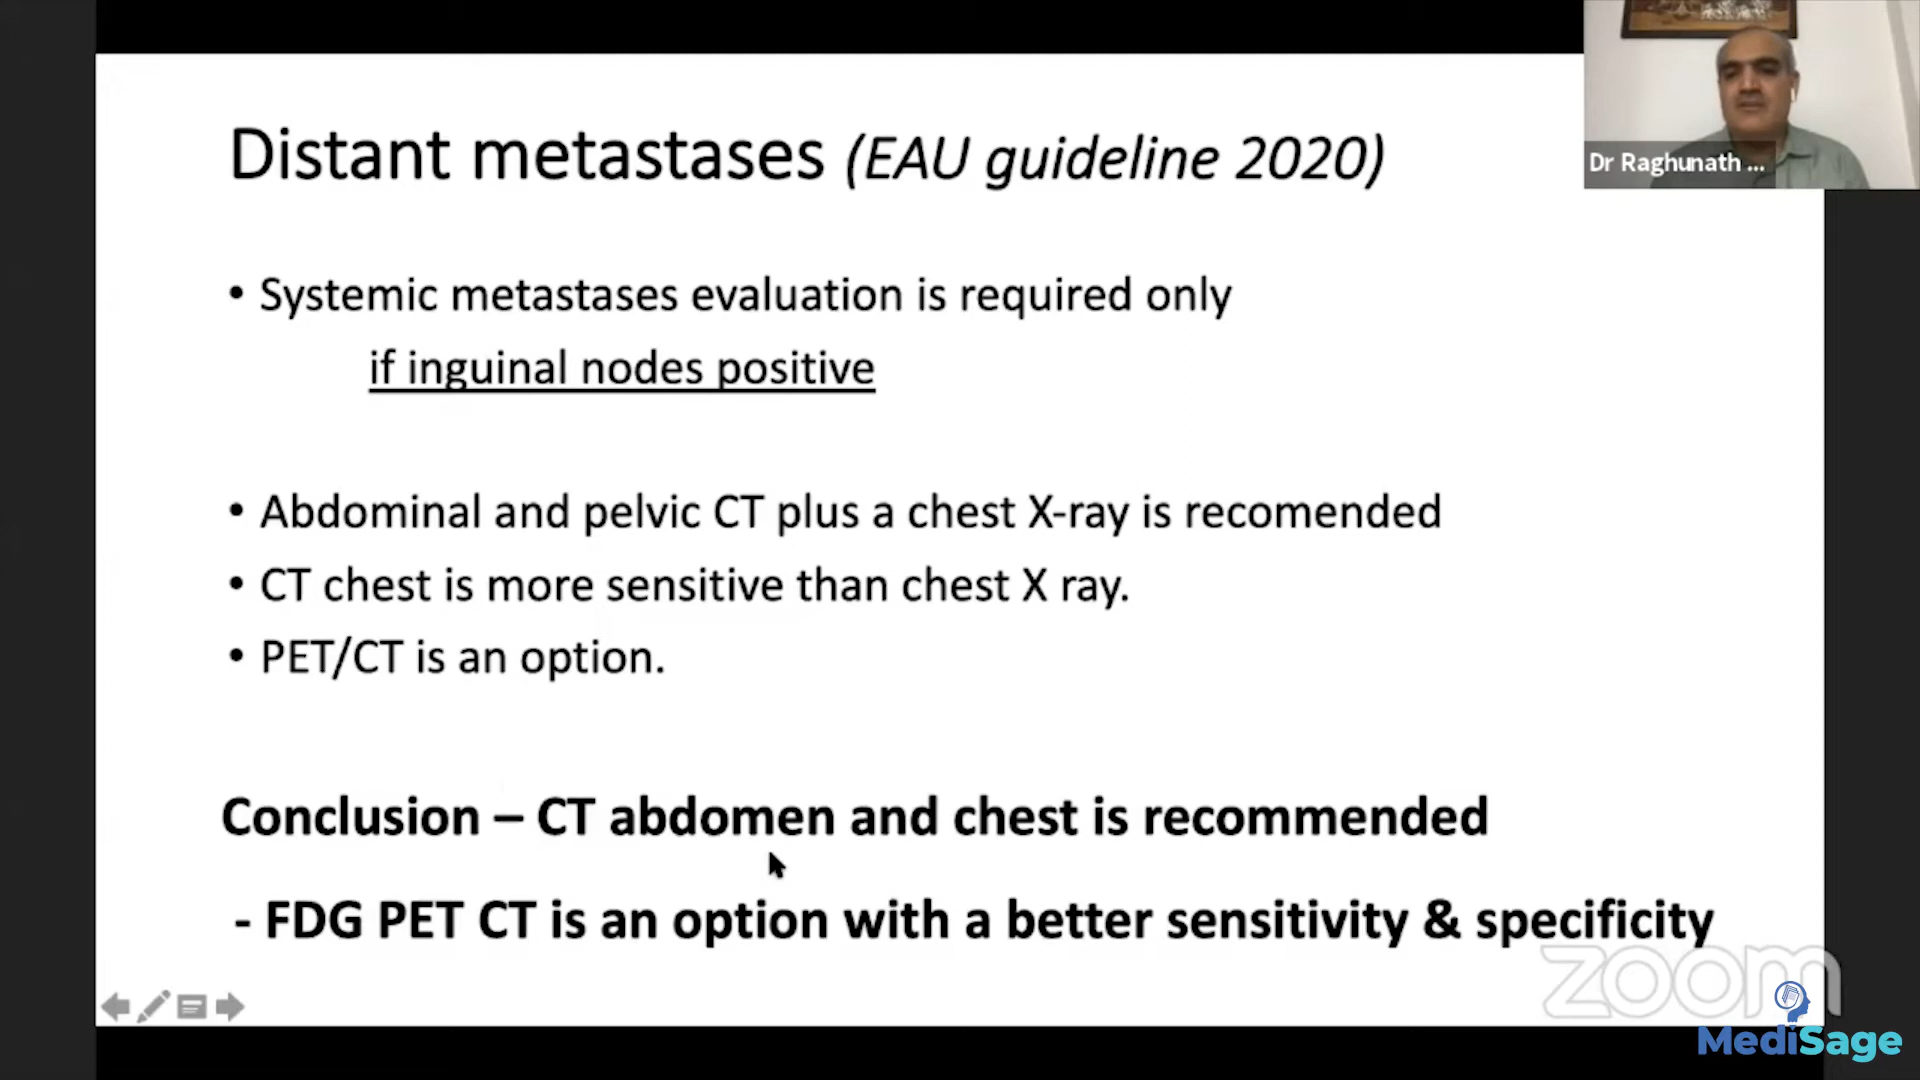 Distant metastases (EAU guideline 2020)
Dr Raghunath ...
• Systemic metastases evaluation is required only
if inguinal nodes positive
• Abdominal and pelvic CT plus a chest X-ray is recomended
• CT chest is more sensitive than chest X ray.
• PET/CT is an option.
Conclusion – CT abdomen and chest is recommended
- FDG PET CT is an option with a better sensitivity & specificity
zoom
MediSage